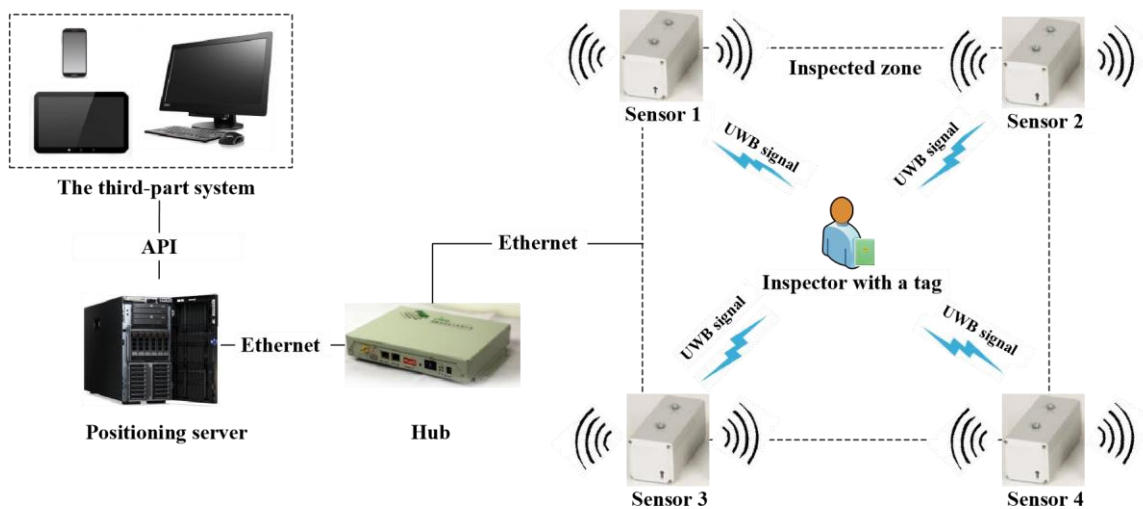 Inspected zone
Sensor 1
Sensor 2
UWB signal
UWB signal
The third-part system
API
Ethernet
Inspector with a tag
Ethernet
UWB signal
UWB signal
Positioning server
Hub
Sensor 3
Sensor 4